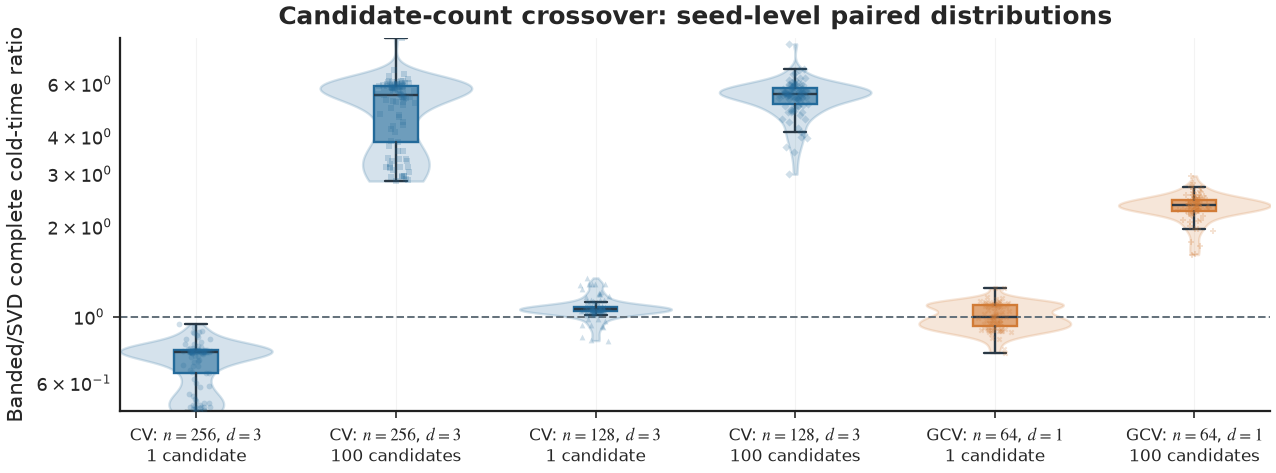 Candidate-count crossover: seed-level paired distributions
Banded/SVD complete cold-time ratio
6 × 10⁰
4 × 10⁰
3 × 10⁰
2 × 10⁰
10⁰
6 × 10⁻¹
CV: n = 256, d = 3
1 candidate
CV: n = 256, d = 3
100 candidates
CV: n = 128, d = 3
1 candidate
CV: n = 128, d = 3
100 candidates
GCV: n = 64, d = 1
1 candidate
GCV: n = 64, d = 1
100 candidates